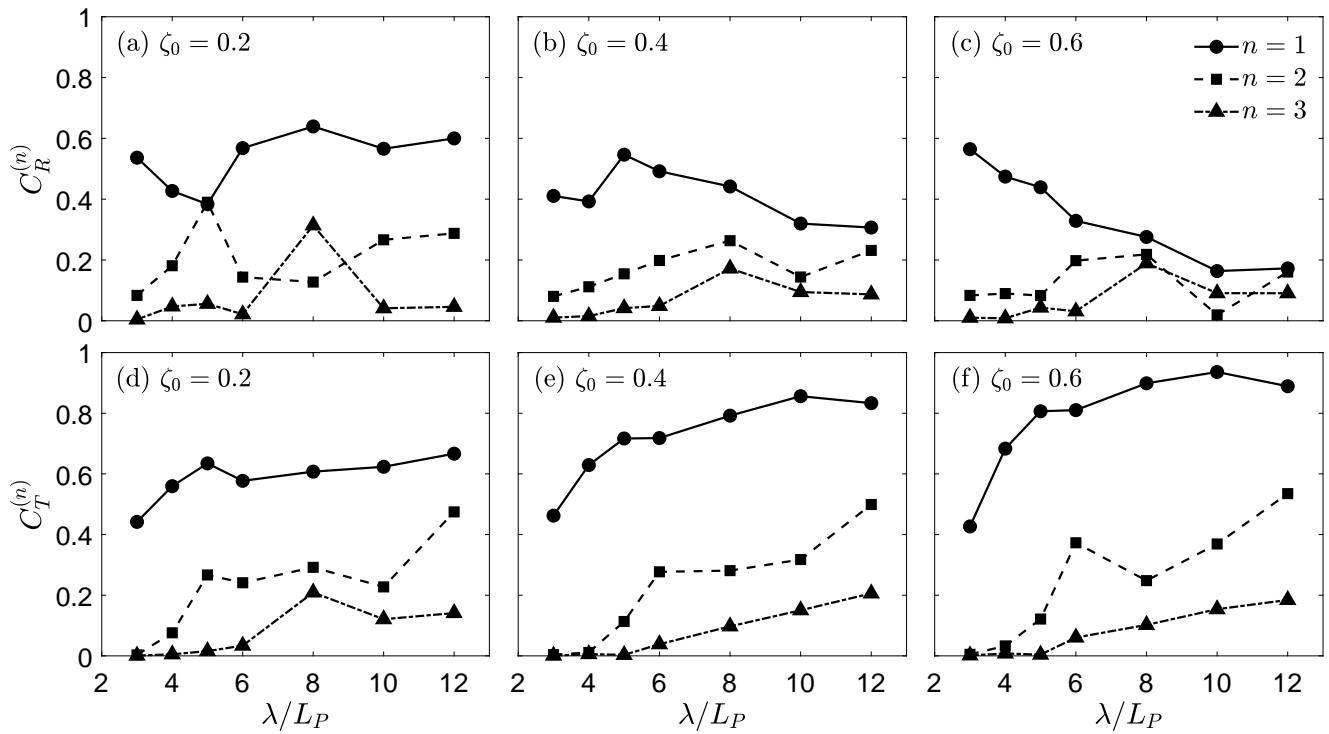 1
(a) ζ₀ = 0.2
(b) ζ₀ = 0.4
(c) ζ₀ = 0.6
n = 1
n = 2
n = 3
0.8
0.6
0.4
0.2
0
C_R^{(n)}
1
(d) ζ₀ = 0.2
(e) ζ₀ = 0.4
(f) ζ₀ = 0.6
0.8
0.6
0.4
0.2
0
C_T^{(n)}
2 4 6 8 10 12
2 4 6 8 10 12
2 4 6 8 10 12
λ/L_P
λ/L_P
λ/L_P